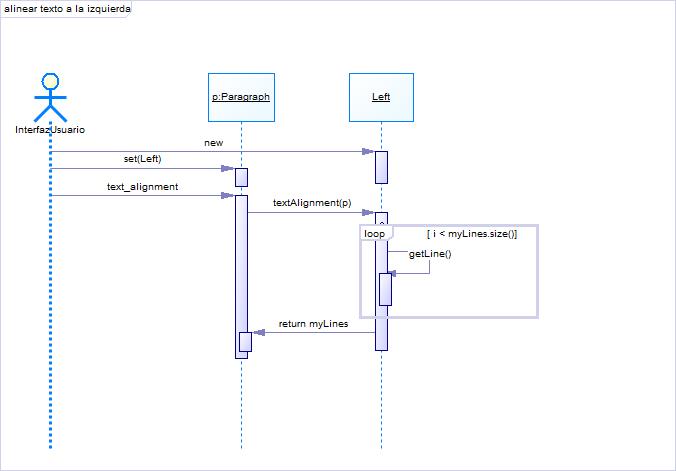 alinear texto a la izquierda
p:Paragraph
Left
InterfazUsuario
new
set(Left)
text_alignment
textAlignment(p)
loop
[ i < myLines.size()]
getLine()
return myLines